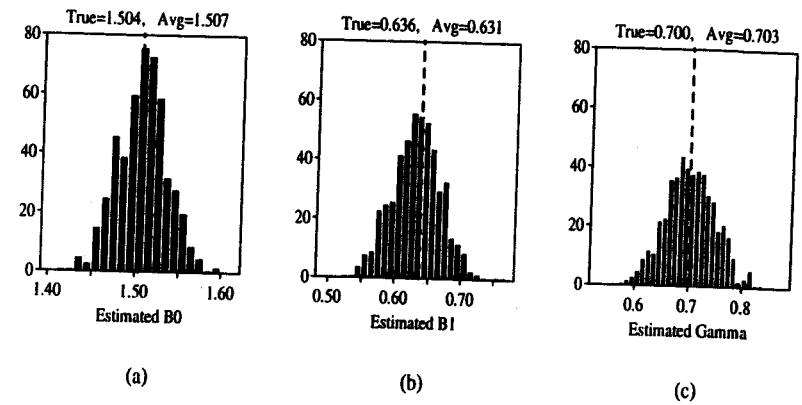 True=1.504, Avg=1.507
80
60
40
20
0
1.40 1.50 1.60
Estimated B0
(a)
True=0.636, Avg=0.631
80
60
40
20
0
0.50 0.60 0.70
Estimated B1
(b)
True=0.700, Avg=0.703
80
60
40
20
0
0.6 0.7 0.8
Estimated Gamma
(c)